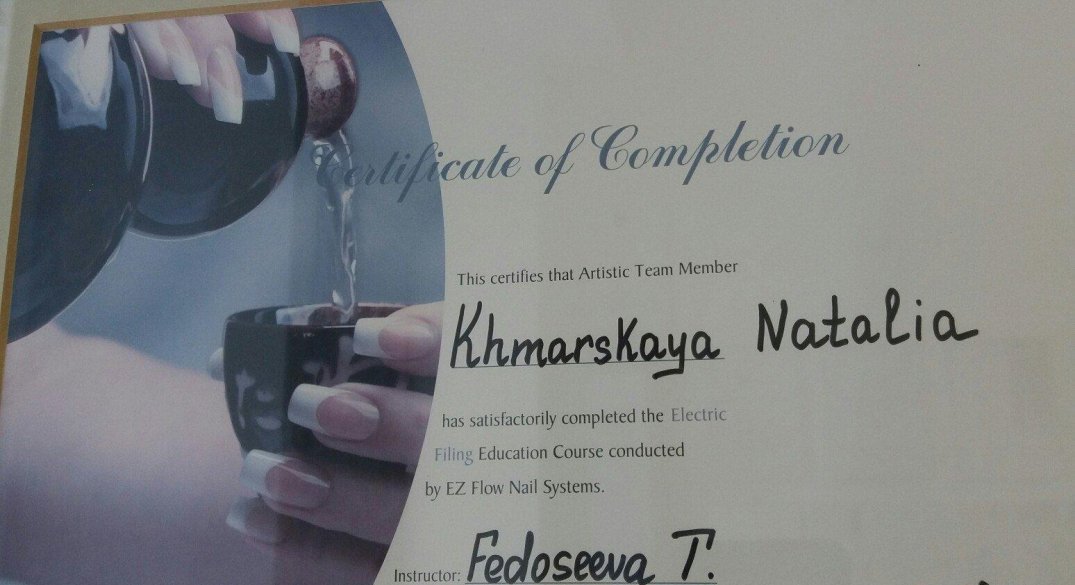 Certificate of Completion
This certifies that Artistic Team Member
Khmarskaya Natalia
has satisfactorily completed the Electric
Filing Education Course conducted
by EZ Flow Nail Systems.
Instructor: Fedoseeva T.